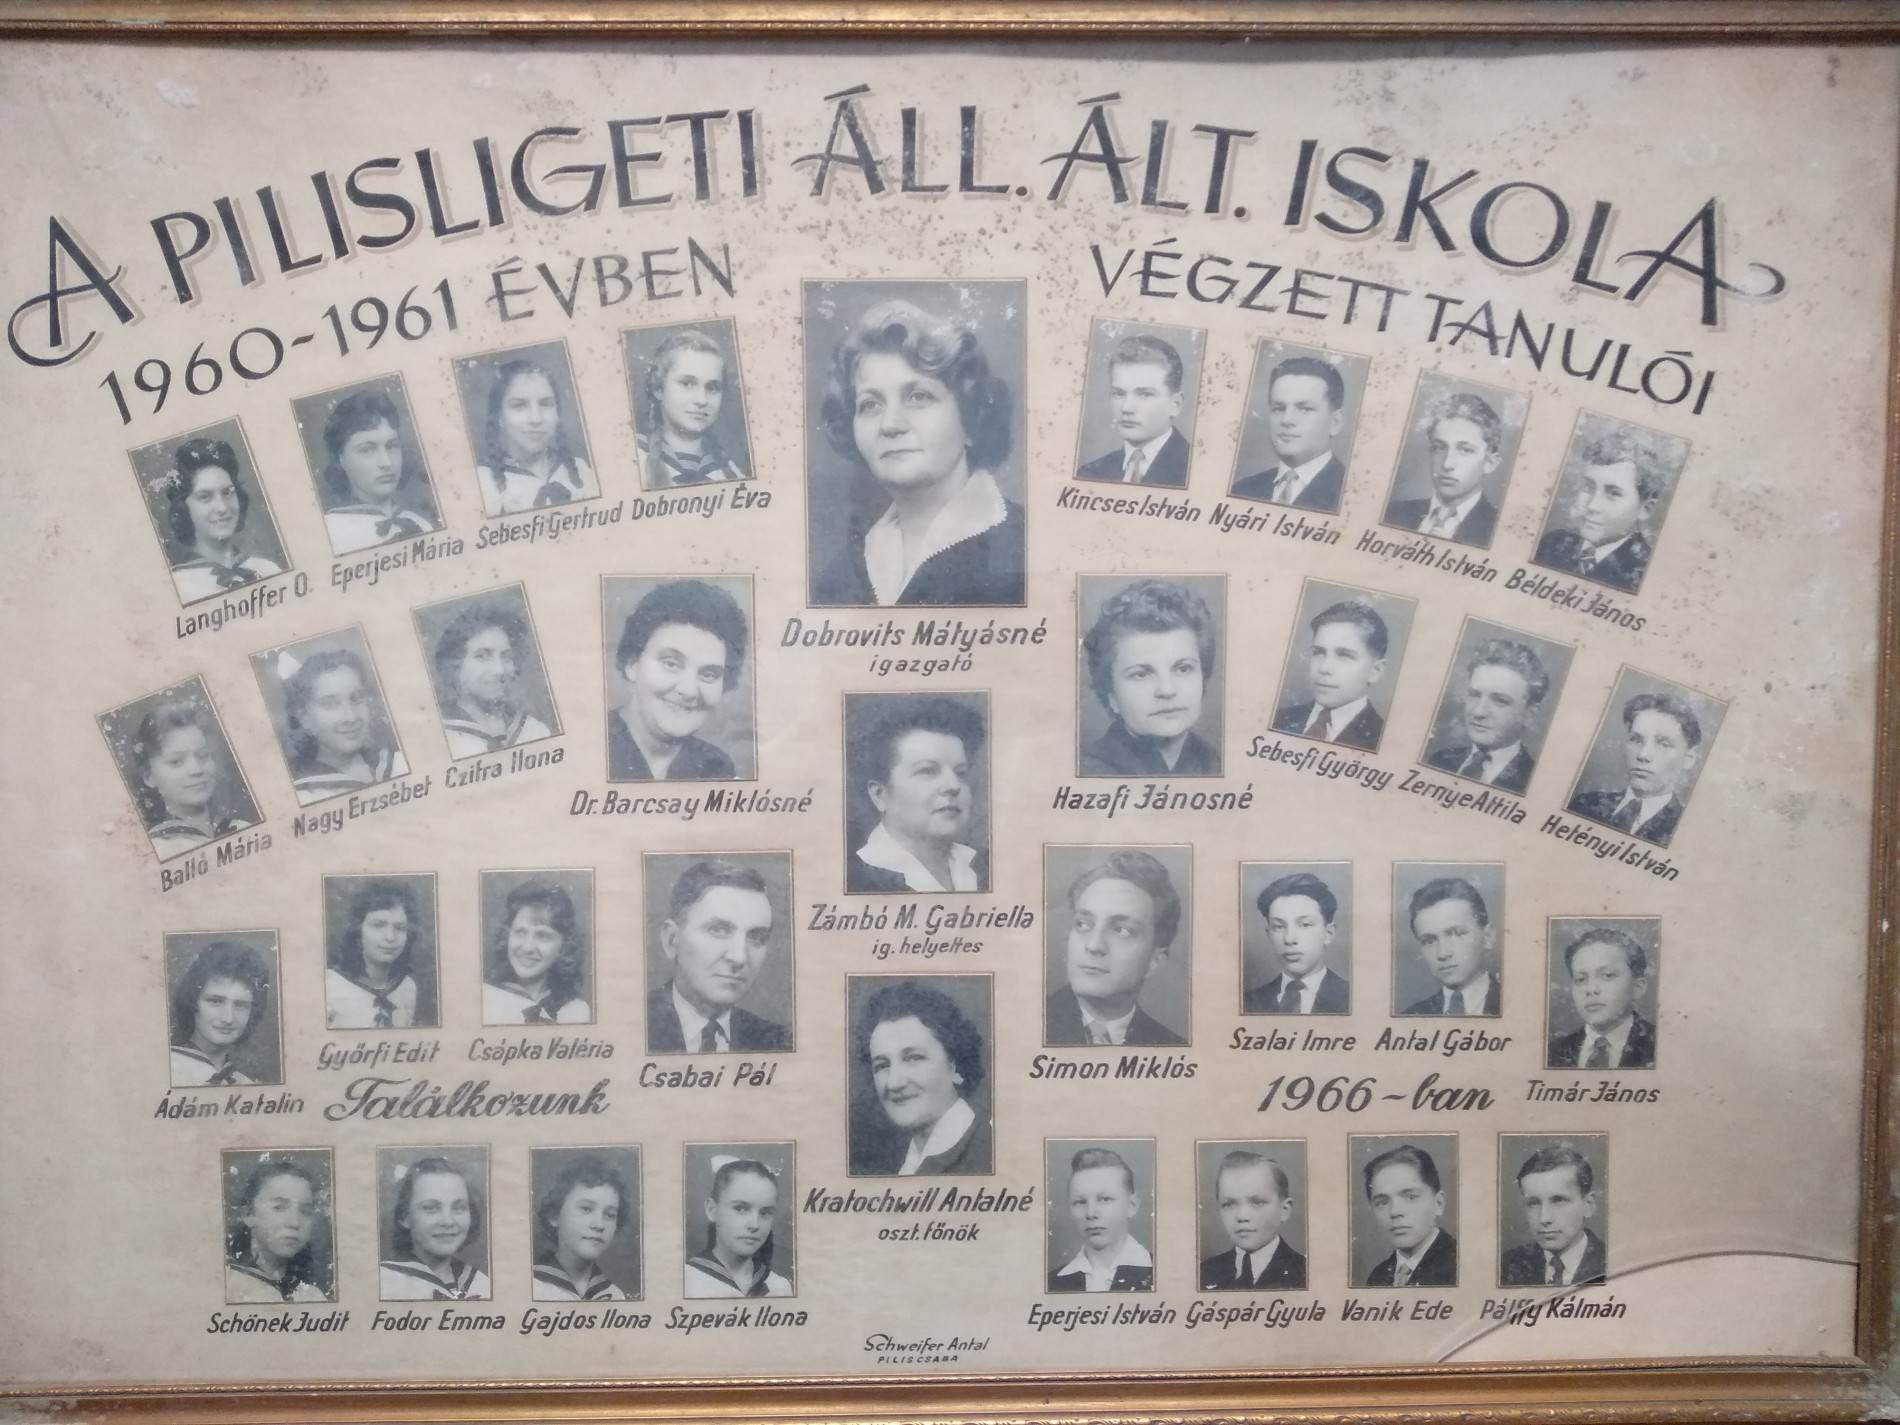 A PILISLIGETI ÁLL. ÁLT. ISKOLA
1960-1961 ÉVBEN VÉGZETT TANULÓI
Langhoffer O.
Eperjesi Mária
Sebesfi Gertrud
Dobronyi Éva
Dobrovits Mátyásné
igazgató
Kincses István
Nyári István
Horváth István
Béldeki János
Balló Mária
Nagy Erzsébet
Czifra Ilona
Dr. Barcsay Miklósné
Hazafi Jánosné
Sebesfi György
Zernye Attila
Hetényi István
Zámbó M. Gabriella
ig. helyettes
Ádám Katalin
Győrfi Edit
Csápka Valéria
Csabai Pál
Simon Miklós
Szalai Imre
Antal Gábor
Timár János
Találkozunk 1966-ban
Kratochwill Antalné
oszt. főnök
Schönek Judit
Fodor Emma
Gajdos Ilona
Szpevák Ilona
Eperjesi István
Gáspár Gyula
Vanik Ede
Pálffy Kálmán
Schweifer Antal
PILISCSABA